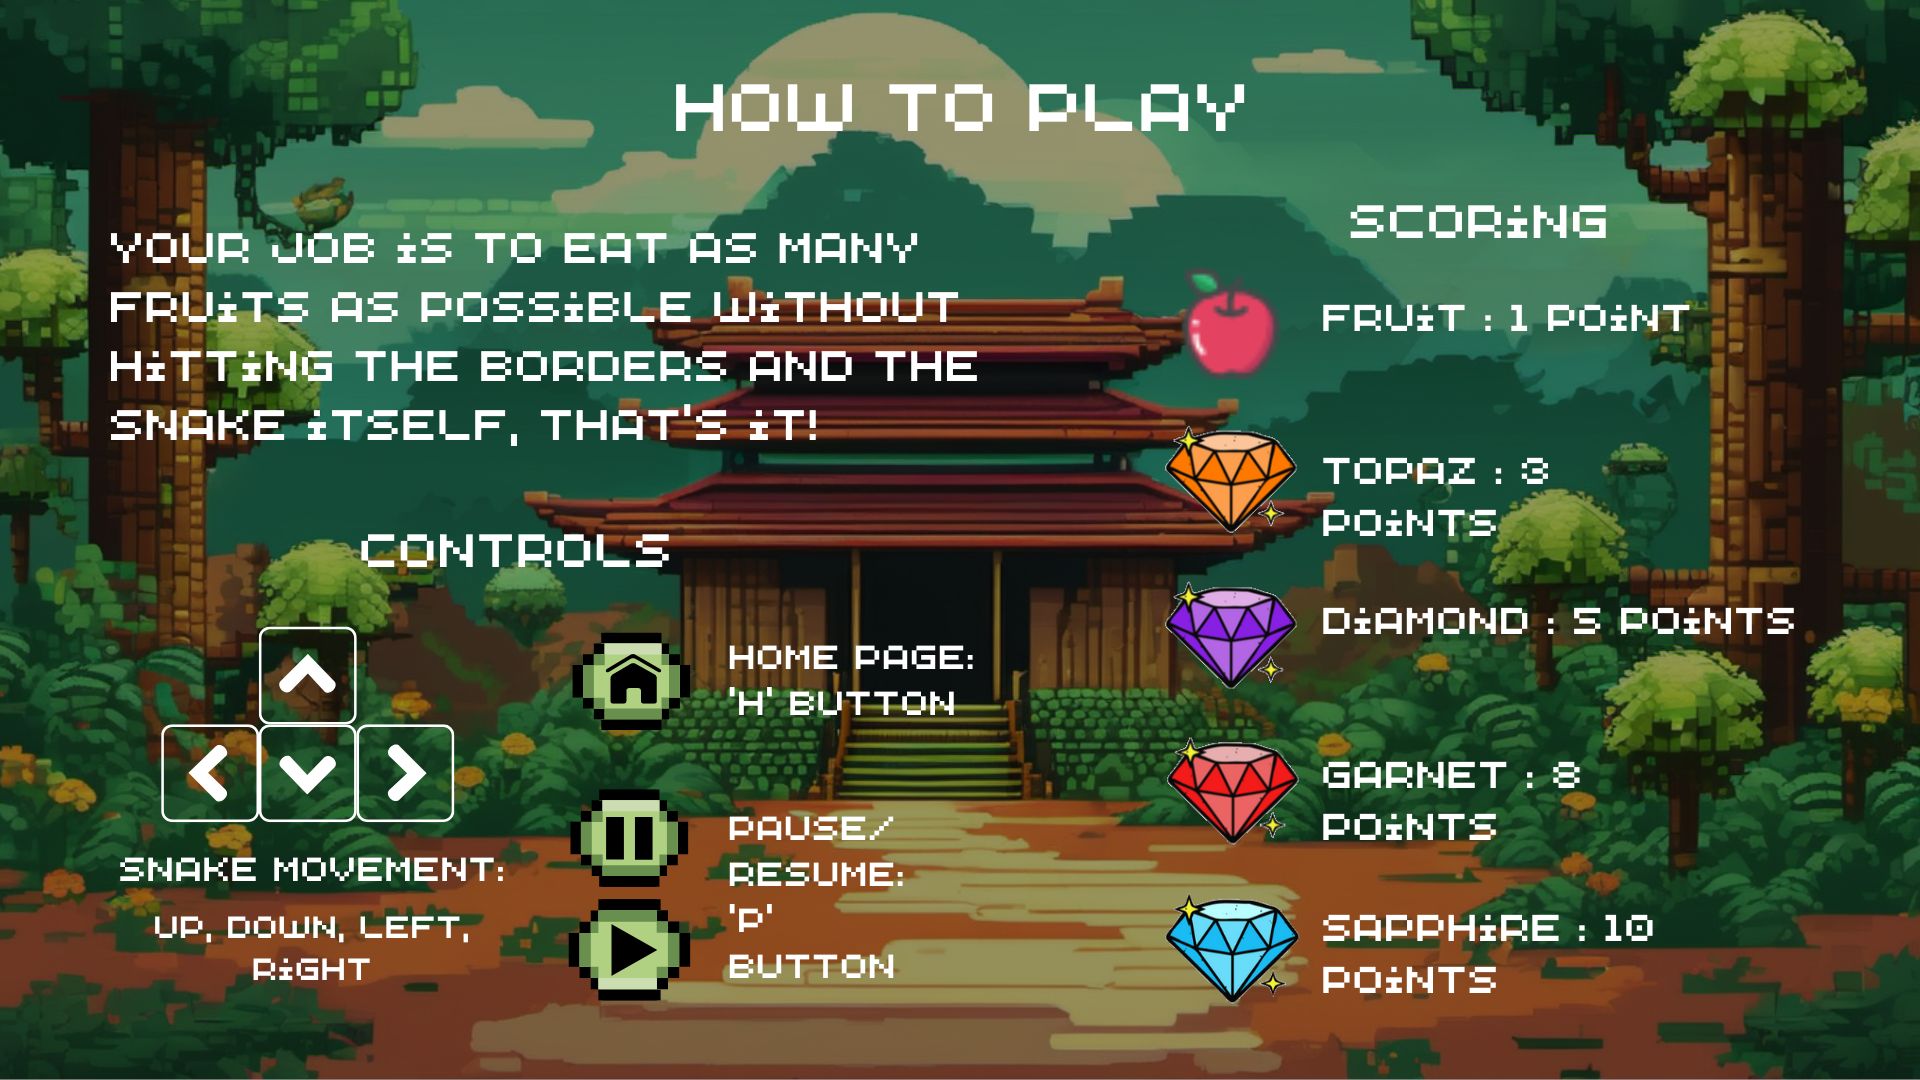 HOW TO PLAY
YOUR JOB iS TO EAT AS MANY
FRUiTS AS POSSiBLE WiTHOUT
HiTTiNG THE BORDERS AND THE
SNAKE iTSELF, THAT'S iT!
CONTROLS
SNAKE MOVEMENT:
UP, DOWN, LEFT,
RiGHT
HOME PAGE:
'H' BUTTON
PAUSE/
RESUME:
'P'
BUTTON
SCORiNG
FRUiT : 1 POiNT
TOPAZ : 3
POiNTS
DiAMOND : 5 POiNTS
GARNET : 8
POiNTS
SAPPHiRE : 10
POiNTS